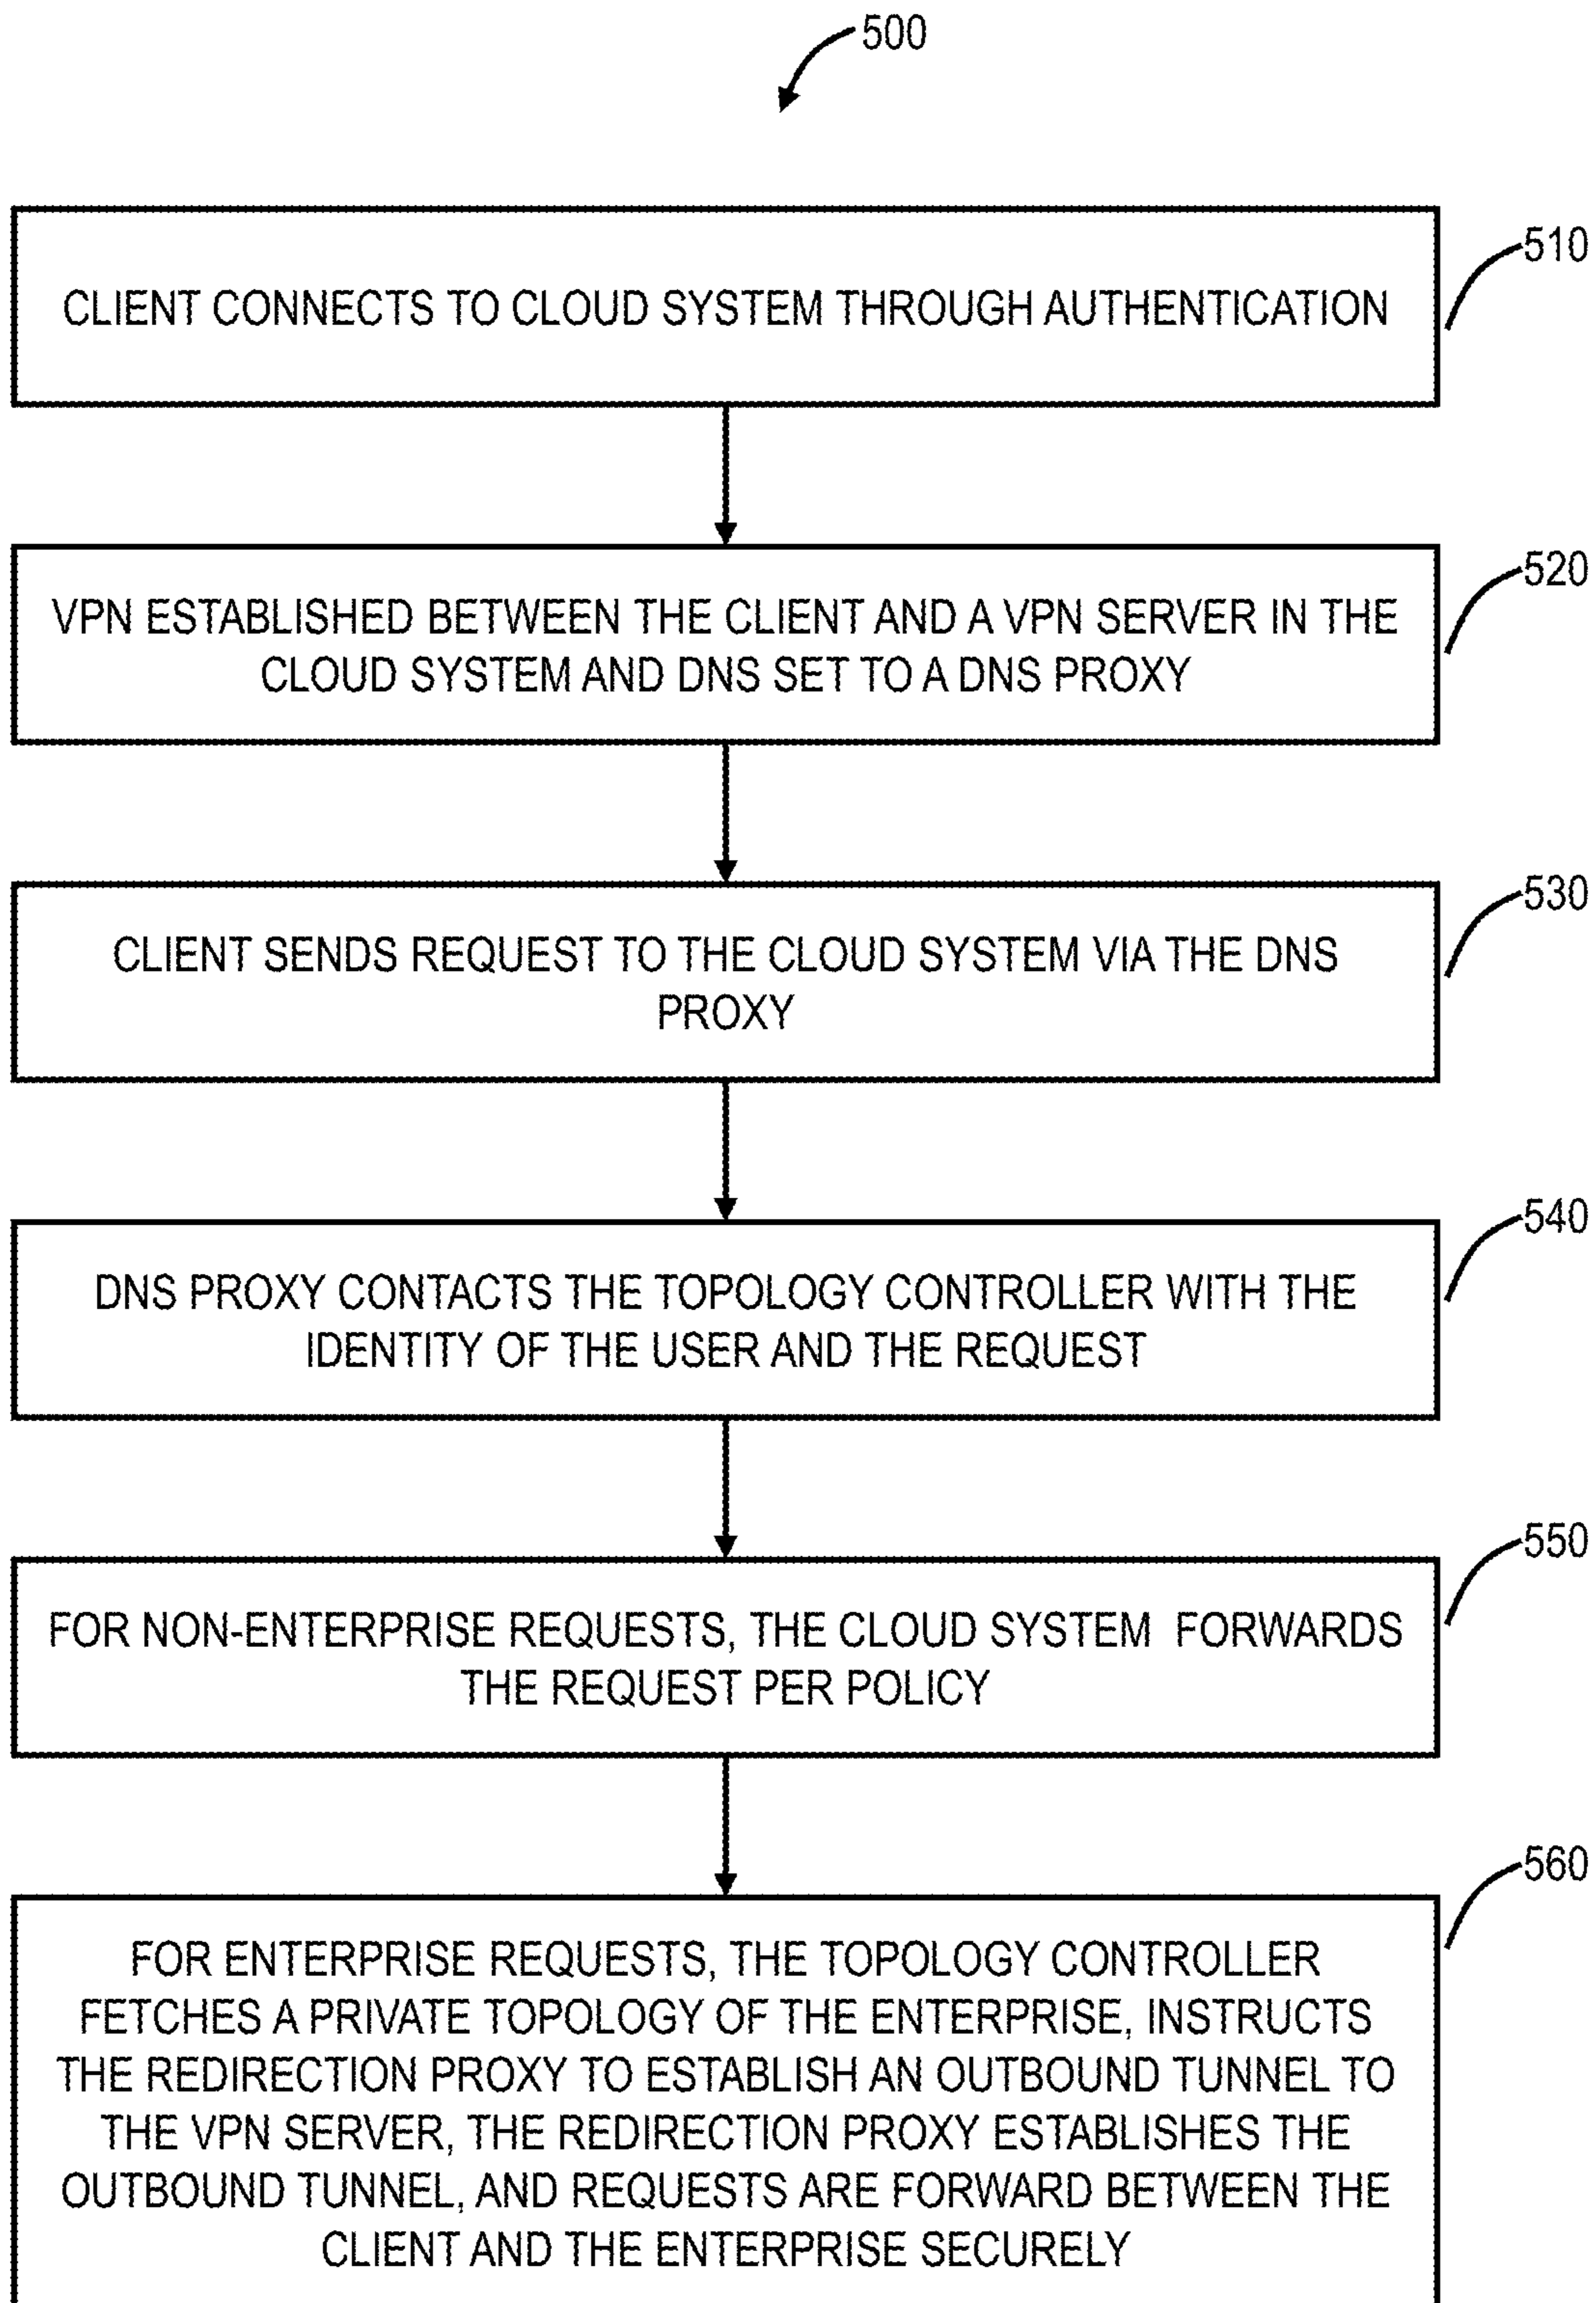 500
510
CLIENT CONNECTS TO CLOUD SYSTEM THROUGH AUTHENTICATION
520
VPN ESTABLISHED BETWEEN THE CLIENT AND A VPN SERVER IN THE
CLOUD SYSTEM AND DNS SET TO A DNS PROXY
530
CLIENT SENDS REQUEST TO THE CLOUD SYSTEM VIA THE DNS
PROXY
540
DNS PROXY CONTACTS THE TOPOLOGY CONTROLLER WITH THE
IDENTITY OF THE USER AND THE REQUEST
550
FOR NON-ENTERPRISE REQUESTS, THE CLOUD SYSTEM FORWARDS
THE REQUEST PER POLICY
560
FOR ENTERPRISE REQUESTS, THE TOPOLOGY CONTROLLER
FETCHES A PRIVATE TOPOLOGY OF THE ENTERPRISE, INSTRUCTS
THE REDIRECTION PROXY TO ESTABLISH AN OUTBOUND TUNNEL TO
THE VPN SERVER, THE REDIRECTION PROXY ESTABLISHES THE
OUTBOUND TUNNEL, AND REQUESTS ARE FORWARD BETWEEN THE
CLIENT AND THE ENTERPRISE SECURELY